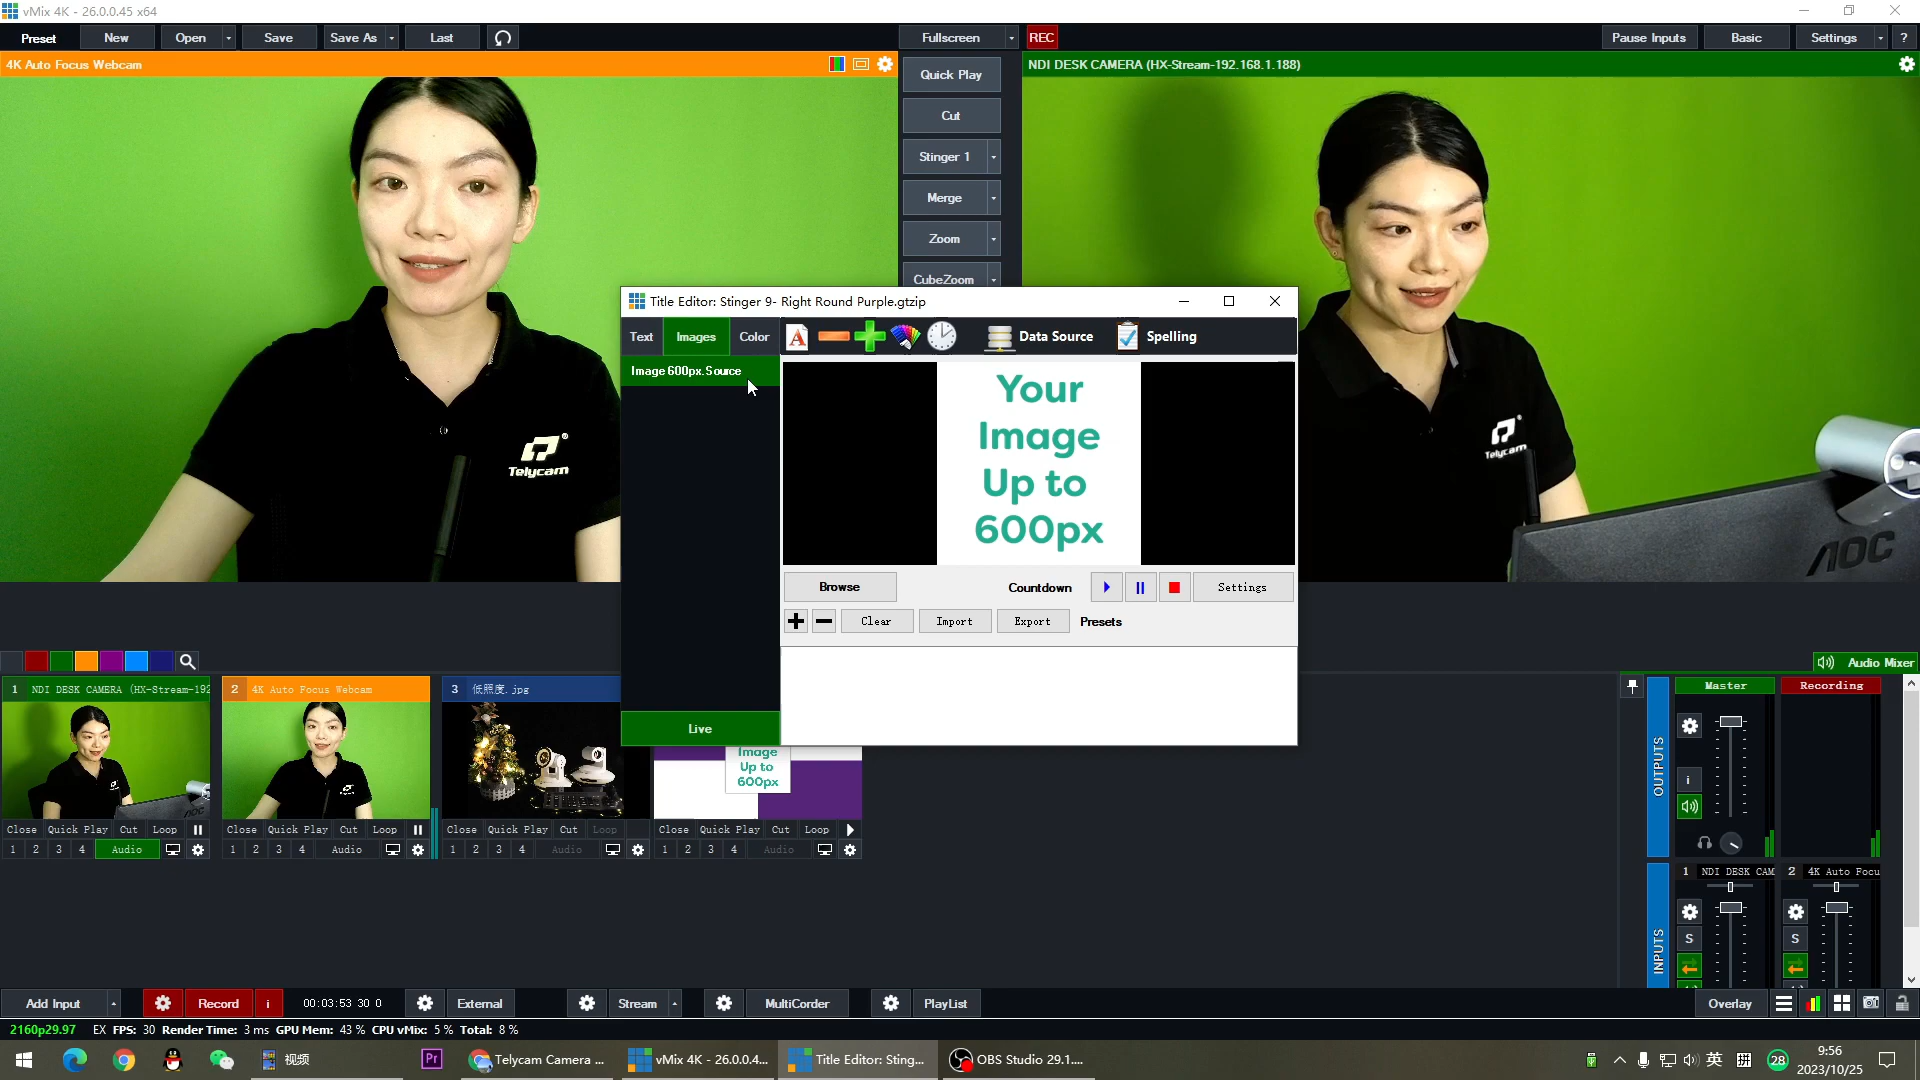 vMix 4K - 26.0.0.45 x64
Preset New Open Save Save As Last Fullscreen REC Pause Inputs Basic Settings ?
4K Auto Focus Webcam
NDI DESK CAMERA (HX-Stream-192.168.1.188)
Quick Play
Cut
Stinger 1
Merge
Zoom
CubeZoom
Telycam
Telycam
AOC
Title Editor: Stinger 9- Right Round Purple.gtzip
Text Images Color Data Source Spelling
Image 600px.Source
Your
Image
Up to
600px
Browse Countdown Settings
Clear Import Export Presets
Live
Audio Mixer
1 NDI DESK CAMERA (HX-Stream-192
2 4K Auto Focus Webcam
3 低照度.jpg
Image
Up to
600px
Close Quick Play Cut Loop
1 2 3 4 Audio
Close Quick Play Cut Loop
1 2 3 4 Audio
Close Quick Play Cut Loop
1 2 3 4 Audio
Close Quick Play Cut Loop
1 2 3 4 Audio
Master Recording
OUTPUTS
1 NDI DESK CAM 2 4K Auto Focu
S S
INPUTS
Add Input Record i 00:03:53 30 0 External Stream MultiCorder PlayList Overlay
2160p29.97 EX FPS: 30 Render Time: 3 ms GPU Mem: 43 % CPU vMix: 5 % Total: 8 %
视频 Pr Telycam Camera ... vMix 4K - 26.0.0.4... Title Editor: Sting... OBS Studio 29.1.... 英 拼 28 9:56
2023/10/25